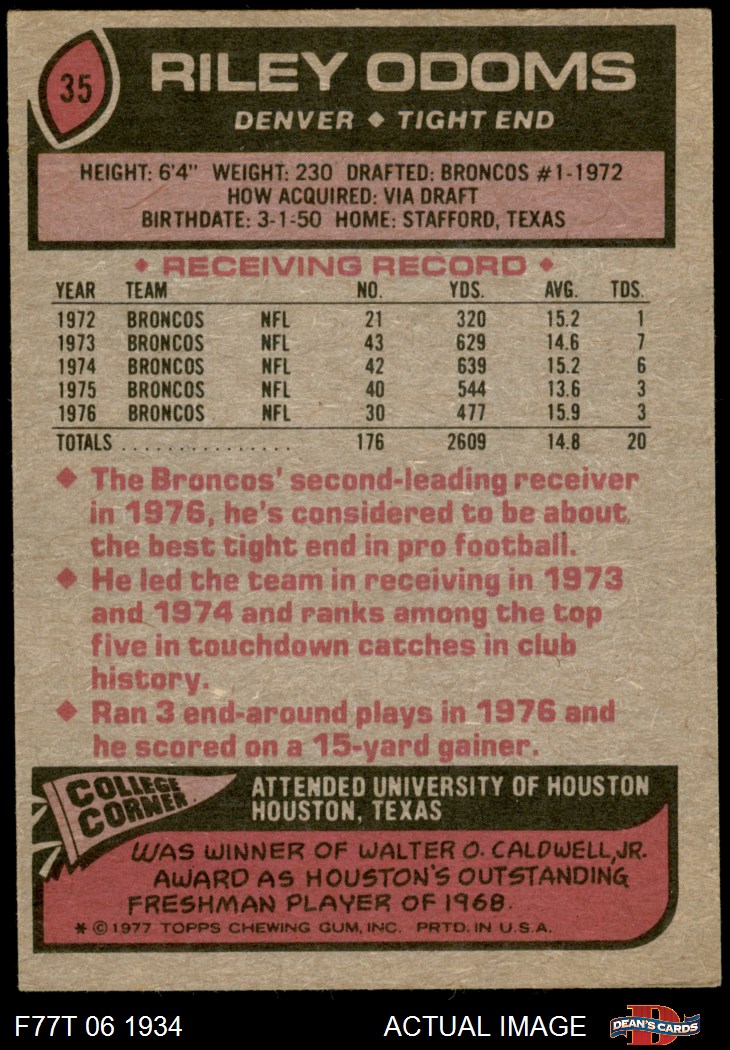 35
RILEY ODOMS
DENVER ◆ TIGHT END
HEIGHT: 6'4" WEIGHT: 230 DRAFTED: BRONCOS #1-1972
HOW ACQUIRED: VIA DRAFT
BIRTHDATE: 3-1-50 HOME: STAFFORD, TEXAS
◆ RECEIVING RECORD ◆
YEAR TEAM NO. YDS. AVG. TDS.
1972 BRONCOS NFL 21 320 15.2 1
1973 BRONCOS NFL 43 629 14.6 7
1974 BRONCOS NFL 42 639 15.2 6
1975 BRONCOS NFL 40 544 13.6 3
1976 BRONCOS NFL 30 477 15.9 3
TOTALS ................ 176 2609 14.8 20
◆ The Broncos' second-leading receiver
in 1976, he's considered to be about
the best tight end in pro football.
◆ He led the team in receiving in 1973
and 1974 and ranks among the top
five in touchdown catches in club
history.
◆ Ran 3 end-around plays in 1976 and
he scored on a 15-yard gainer.
COLLEGE
CORNER
ATTENDED UNIVERSITY OF HOUSTON
HOUSTON, TEXAS
WAS WINNER OF WALTER O. CALDWELL, JR.
AWARD AS HOUSTON'S OUTSTANDING
FRESHMAN PLAYER OF 1968.
* © 1977 TOPPS CHEWING GUM, INC. PRTD. IN U.S.A.
F77T 06 1934 ACTUAL IMAGE D DEAN'S CARDS